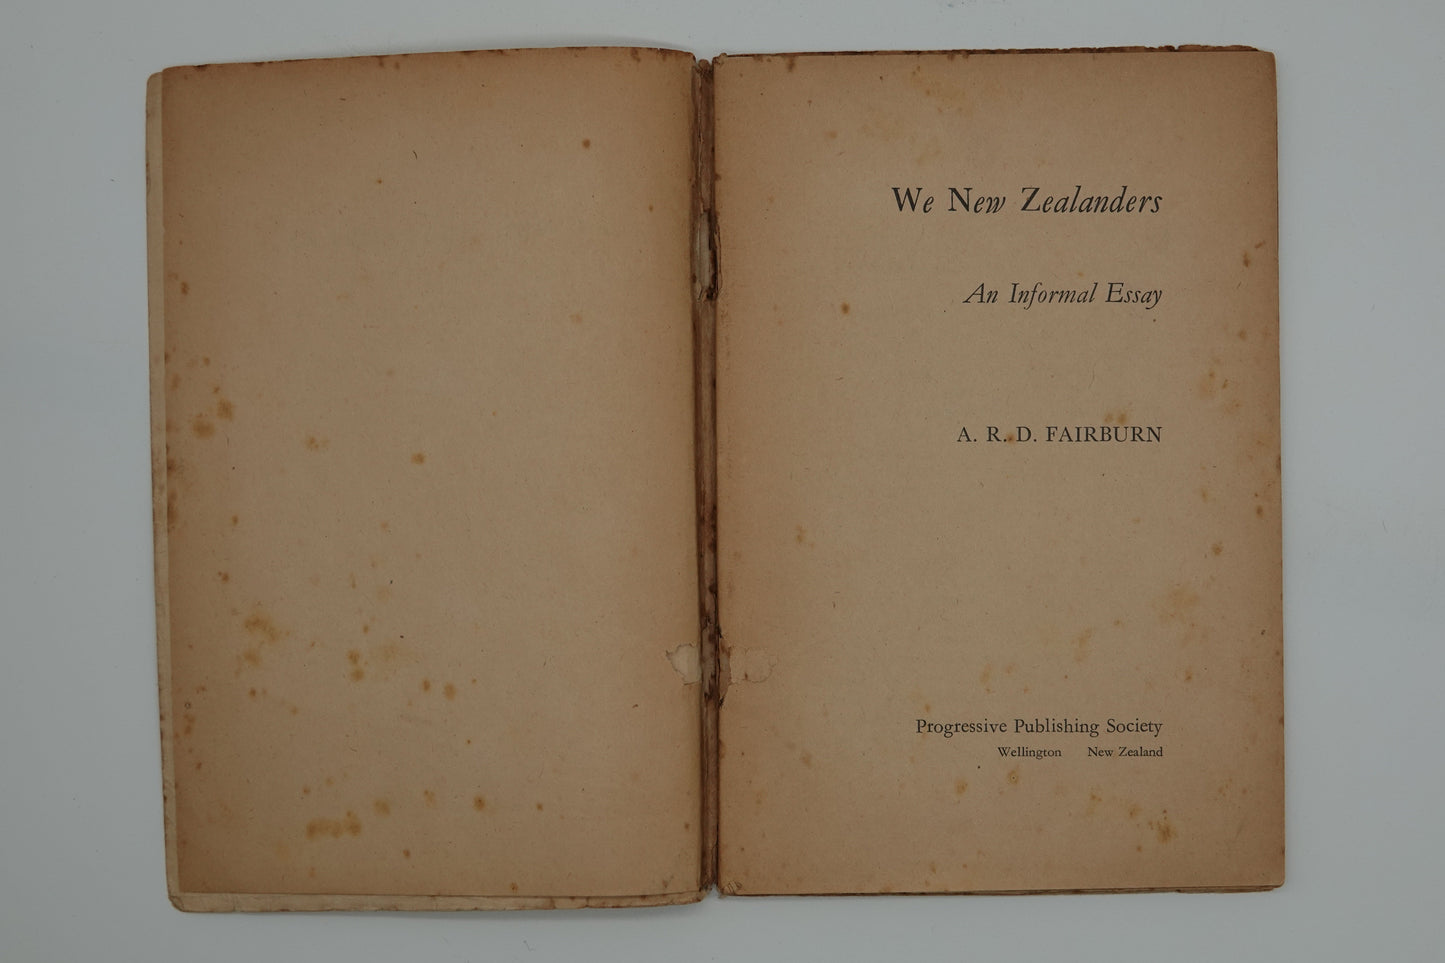 We New Zealanders
An Informal Essay
A. R. D. FAIRBURN
Progressive Publishing Society
Wellington New Zealand